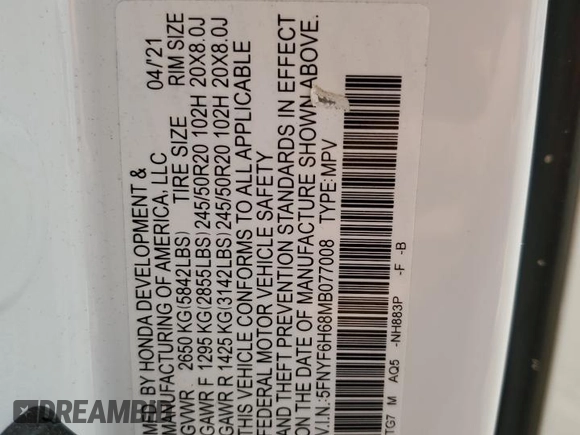 MFD.BY HONDA DEVELOPMENT &
MANUFACTURING OF AMERICA, LLC 04/'21
GVWR 2650 KG(5842LBS) TIRE SIZE RIM SIZE
GAWR F 1295 KG(2855LBS)245/50R20 102H 20X8.0J
GAWR R 1425 KG(3142LBS)245/50R20 102H 20X8.0J
THIS VEHICLE CONFORMS TO ALL APPLICABLE
FEDERAL MOTOR VEHICLE SAFETY
AND THEFT PREVENTION STANDARDS IN EFFECT
ON THE DATE OF MANUFACTURE SHOWN ABOVE.
V.I.N.:5FNYF6H68MB077008 TYPE:MPV
TG7 M AQ5 -NH883P -F -B
DREAMBID